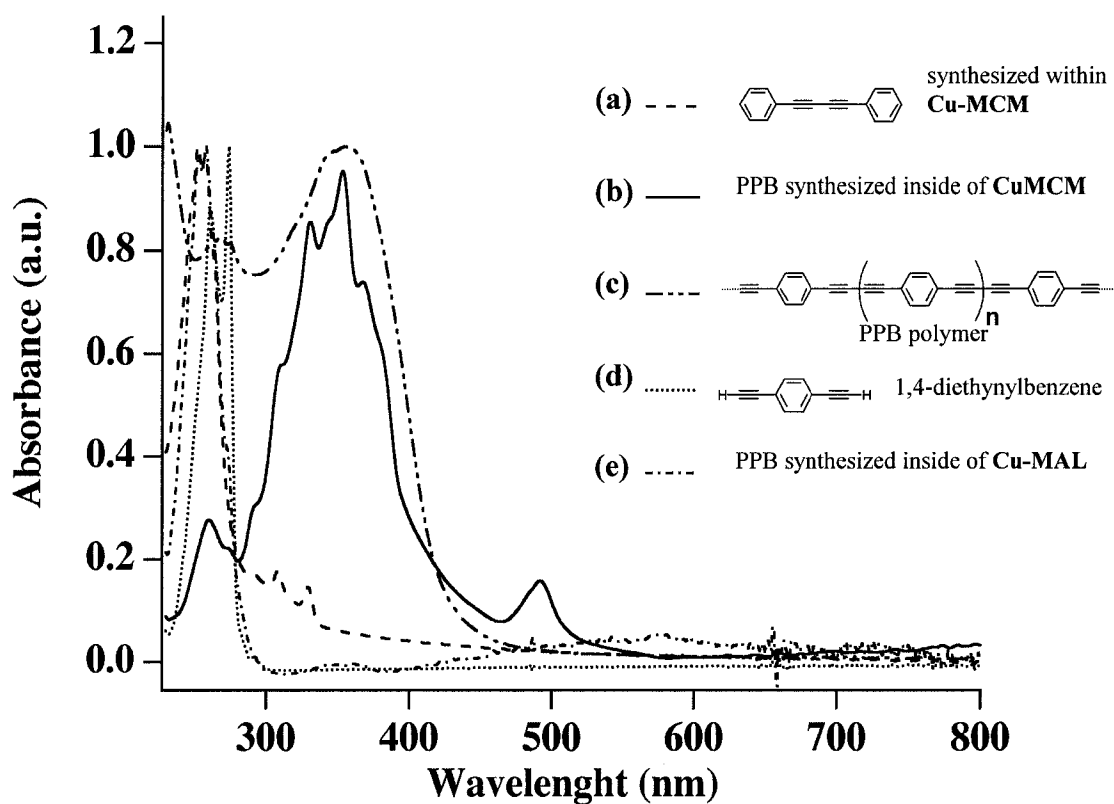 1.2
1.0
0.8
0.6
0.4
0.2
0.0
Absorbance (a.u.)
(a)
synthesized within
Cu-MCM
(b)
PPB synthesized inside of CuMCM
(c)
n
PPB polymer
(d)
H
H
1,4-diethynylbenzene
(e)
PPB synthesized inside of Cu-MAL
300
400
500
600
700
800
Wavelenght (nm)